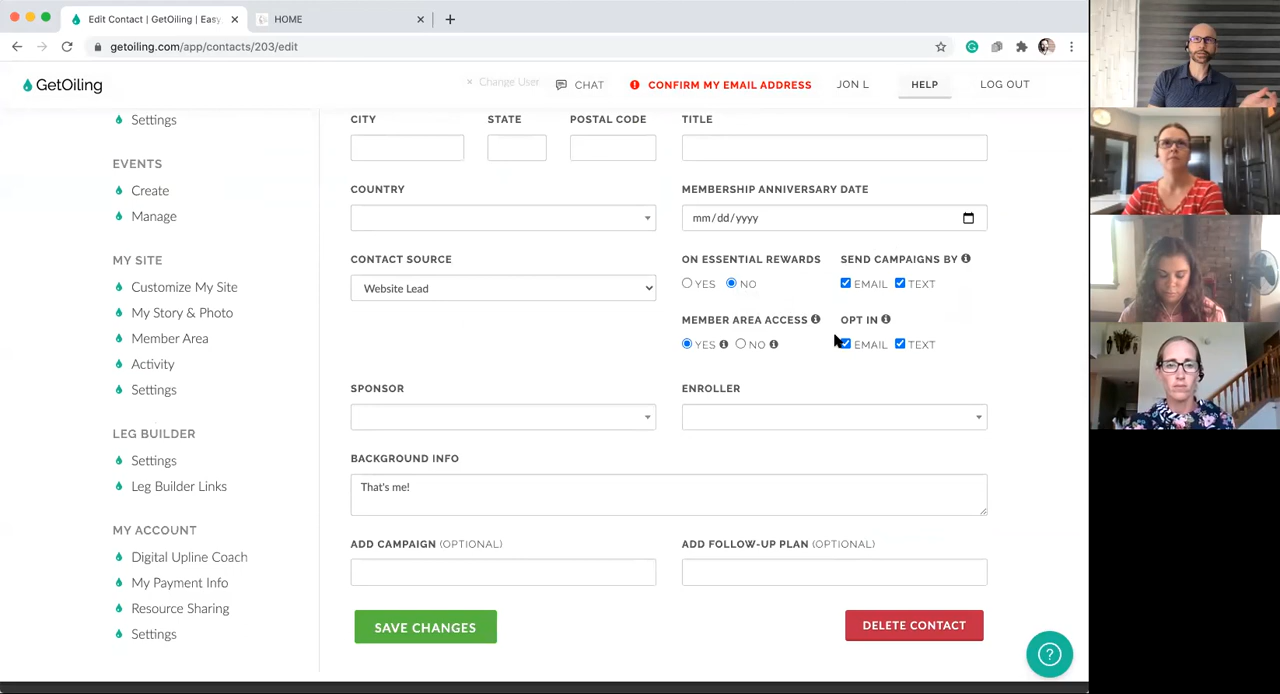 Edit Contact | GetOiling | Easy
HOME
getoiling.com/app/contacts/203/edit
GetOiling
× Change User
CHAT
CONFIRM MY EMAIL ADDRESS
JON L
HELP
LOG OUT
Settings
EVENTS
Create
Manage
MY SITE
Customize My Site
My Story & Photo
Member Area
Activity
Settings
LEG BUILDER
Settings
Leg Builder Links
MY ACCOUNT
Digital Upline Coach
My Payment Info
Resource Sharing
Settings
CITY
STATE
POSTAL CODE
TITLE
COUNTRY
MEMBERSHIP ANNIVERSARY DATE
mm/dd/yyyy
CONTACT SOURCE
Website Lead
ON ESSENTIAL REWARDS
YES NO
SEND CAMPAIGNS BY
EMAIL TEXT
MEMBER AREA ACCESS
YES NO
OPT IN
EMAIL TEXT
SPONSOR
ENROLLER
BACKGROUND INFO
That's me!
ADD CAMPAIGN (OPTIONAL)
ADD FOLLOW-UP PLAN (OPTIONAL)
SAVE CHANGES
DELETE CONTACT
?